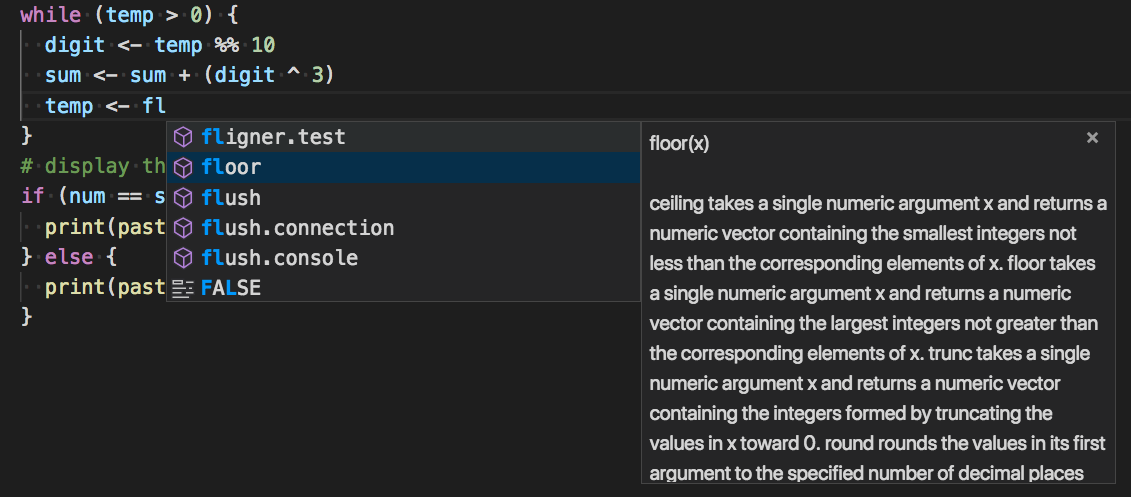 while (temp > 0) {
digit <- temp %% 10
sum <- sum + (digit ^ 3)
temp <- fl
}
# display th
if (num == s
print(past
} else {
print(past
}
fligner.test
floor
flush
flush.connection
flush.console
FALSE
floor(x)
ceiling takes a single numeric argument x and returns a
numeric vector containing the smallest integers not
less than the corresponding elements of x. floor takes
a single numeric argument x and returns a numeric
vector containing the largest integers not greater than
the corresponding elements of x. trunc takes a single
numeric argument x and returns a numeric vector
containing the integers formed by truncating the
values in x toward 0. round rounds the values in its first
argument to the specified number of decimal places